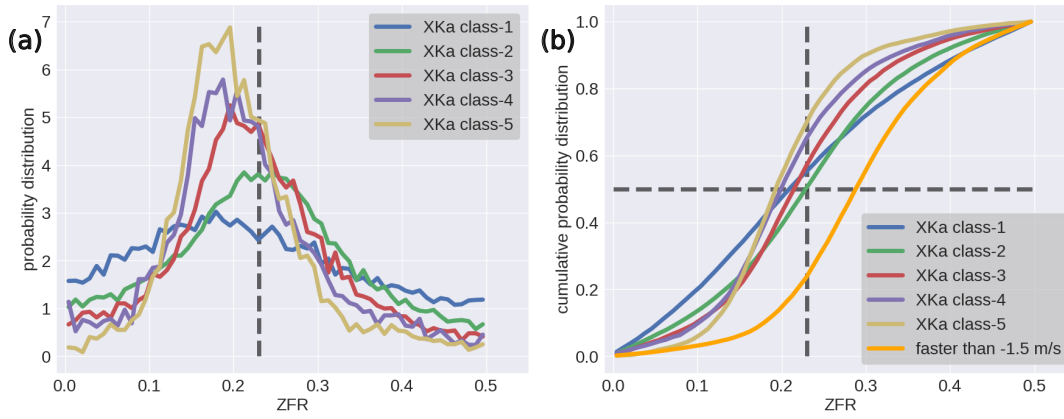 (a)
probability distribution
7
6
5
4
3
2
1
0
0.0 0.1 0.2 0.3 0.4 0.5
ZFR
XKa class-1
XKa class-2
XKa class-3
XKa class-4
XKa class-5
(b)
cumulative probability distribution
1.0
0.8
0.6
0.4
0.2
0.0
0.0 0.1 0.2 0.3 0.4 0.5
ZFR
XKa class-1
XKa class-2
XKa class-3
XKa class-4
XKa class-5
faster than -1.5 m/s